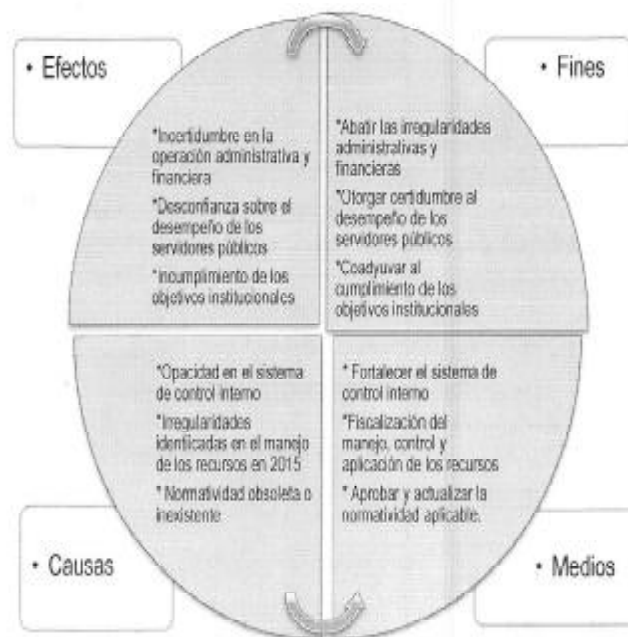 • Efectos
*Incertidumbre en la
operación administrativa y
financiera
*Desconfianza sobre el
desempeño de los
servidores públicos
*Incumplimiento de los
objetivos institucionales
• Fines
*Abatir las irregularidades
administrativas y
financieras
*Otorgar certidumbre al
desempeño de los
servidores públicos
*Coadyuvar al
cumplimiento de los
objetivos institucionales
• Causas
*Opacidad en el sistema
de control interno
*Irregularidades
identificadas en el manejo
de los recursos en 2015
* Normatividad obsoleta o
inexistente
• Medios
* Fortalecer el sistema de
control interno
*Fiscalización del
manejo, control y
aplicación de los recursos
* Aprobar y actualizar la
normatividad aplicable.